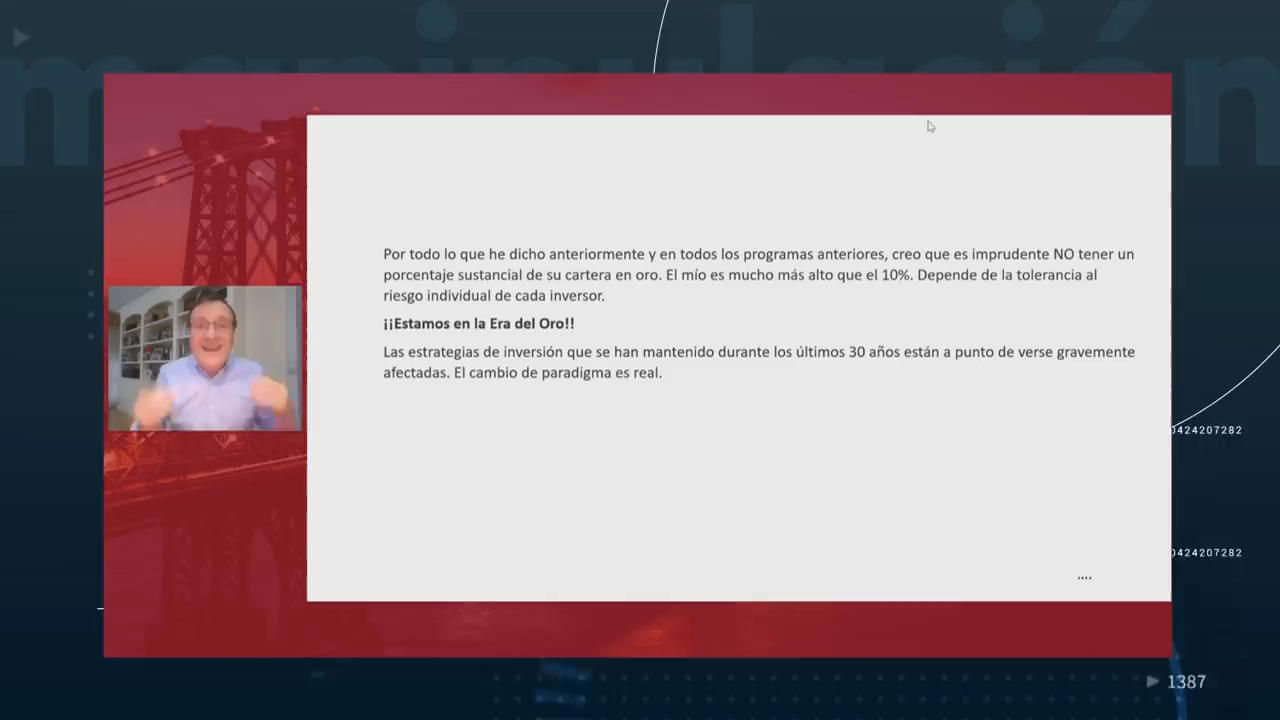 manipulación
Por todo lo que he dicho anteriormente y en todos los programas anteriores, creo que es imprudente NO tener un
porcentaje sustancial de su cartera en oro. El mío es mucho más alto que el 10%. Depende de la tolerancia al
riesgo individual de cada inversor.
¡¡Estamos en la Era del Oro!!
Las estrategias de inversión que se han mantenido durante los últimos 30 años están a punto de verse gravemente
afectadas. El cambio de paradigma es real.
0424207282
0424207282
....
1387